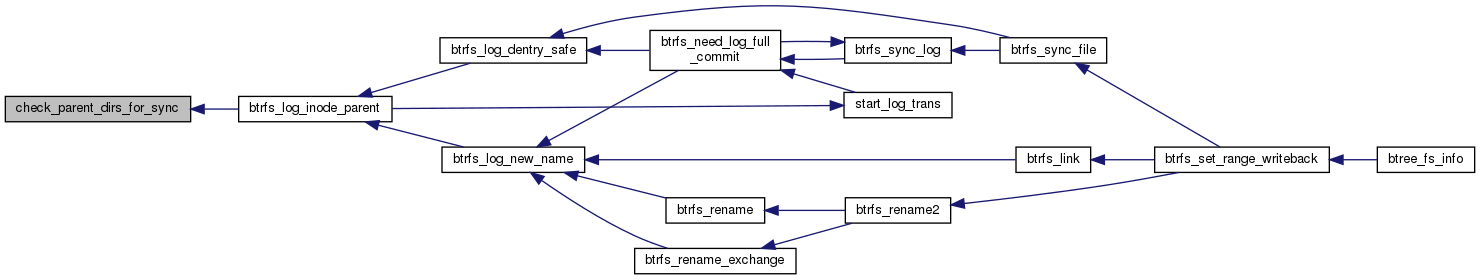 btrfs_log_dentry_safe
btrfs_need_log_full
_commit
btrfs_sync_log
btrfs_sync_file
check_parent_dirs_for_sync
btrfs_log_inode_parent
start_log_trans
btrfs_log_new_name
btrfs_link
btrfs_set_range_writeback
btree_fs_info
btrfs_rename
btrfs_rename2
btrfs_rename_exchange